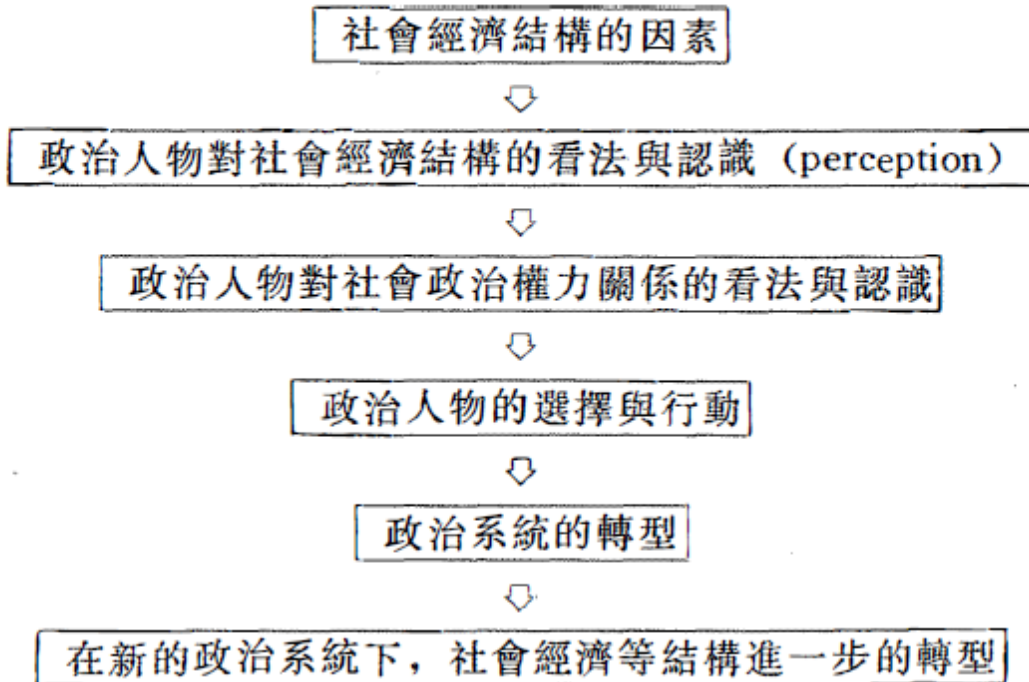 社會經濟結構的因素
政治人物對社會經濟結構的看法與認識（perception）
政治人物對社會政治權力關係的看法與認識
政治人物的選擇與行動
政治系統的轉型
在新的政治系統下，社會經濟等結構進一步的轉型